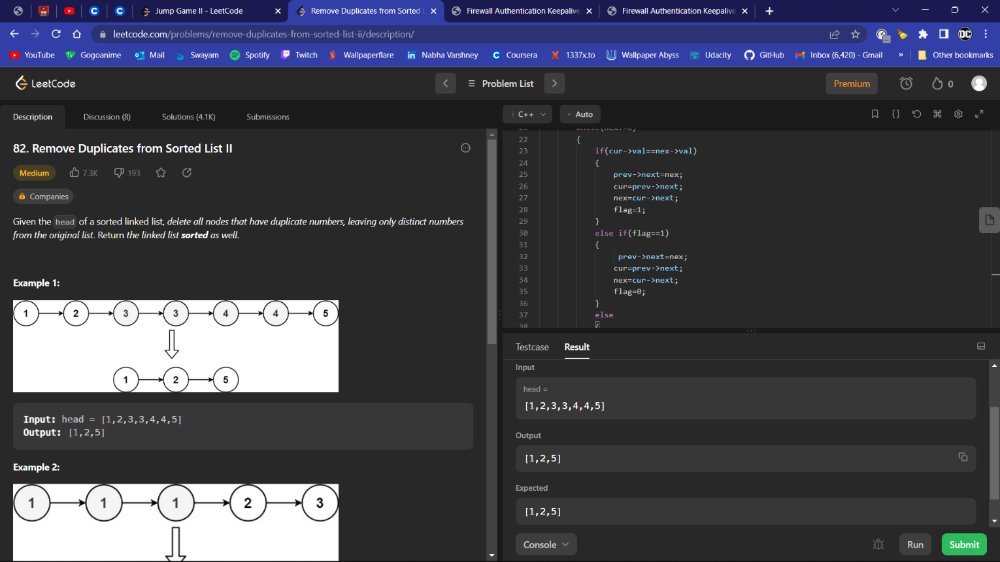 Jump Game II - LeetCode
Remove Duplicates from Sorted
Firewall Authentication Keepalive
Firewall Authentication Keepalive
leetcode.com/problems/remove-duplicates-from-sorted-list-ii/description/
YouTube
Gogoanime
Mail
Swayam
Spotify
Twitch
Wallpaperflare
Nabha Varshney
Coursera
1337x.to
Wallpaper Abyss
Udacity
GitHub
Inbox (6,420) - Gmail
»
Other bookmarks
LeetCode
Problem List
Premium
0
Description
Discussion (8)
Solutions (4.1K)
Submissions
82. Remove Duplicates from Sorted List II
Medium
7.3K
193
Companies
Given the head of a sorted linked list, delete all nodes that have duplicate numbers, leaving only distinct numbers
from the original list. Return the linked list sorted as well.
Example 1:
1 2 3 3 4 4 5
1 2 5
Input: head = [1,2,3,3,4,4,5]
Output: [1,2,5]
Example 2:
1 1 1 2 3
i C++
• Auto
22 {
23 if(cur->val==nex->val)
24 {
25 prev->next=nex;
26 cur=prev->next;
27 nex=cur->next;
28 flag=1;
29 }
30 else if(flag==1)
31 {
32 prev->next=nex;
33 cur=prev->next;
34 nex=cur->next;
35 flag=0;
36 }
37 else
38 {
Testcase
Result
Input
head =
[1,2,3,3,4,4,5]
Output
[1,2,5]
Expected
[1,2,5]
Console
Run
Submit